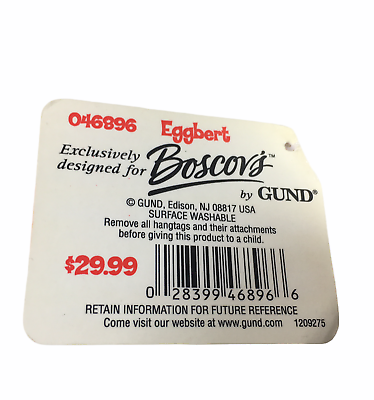 046896 Eggbert
Exclusively
designed for Boscov's™
by GUND®
© GUND, Edison, NJ 08817 USA
SURFACE WASHABLE
Remove all hangtags and their attachments
before giving this product to a child.
$29.99
0 28399 46896 6
RETAIN INFORMATION FOR FUTURE REFERENCE
Come visit our website at www.gund.com 1209275